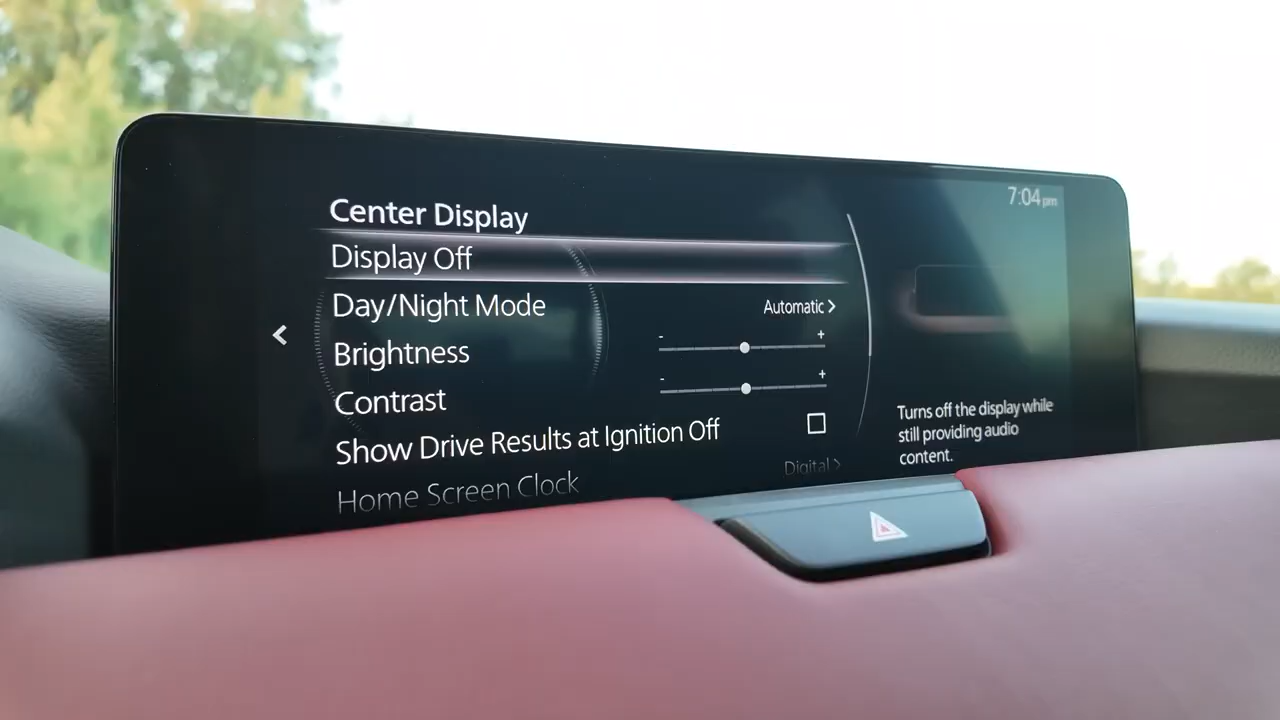 7:04 pm
Center Display
Display Off
Day/Night Mode Automatic >
Brightness - +
Contrast - +
Show Drive Results at Ignition Off
Home Screen Clock Digital >
Turns off the display while
still providing audio
content.